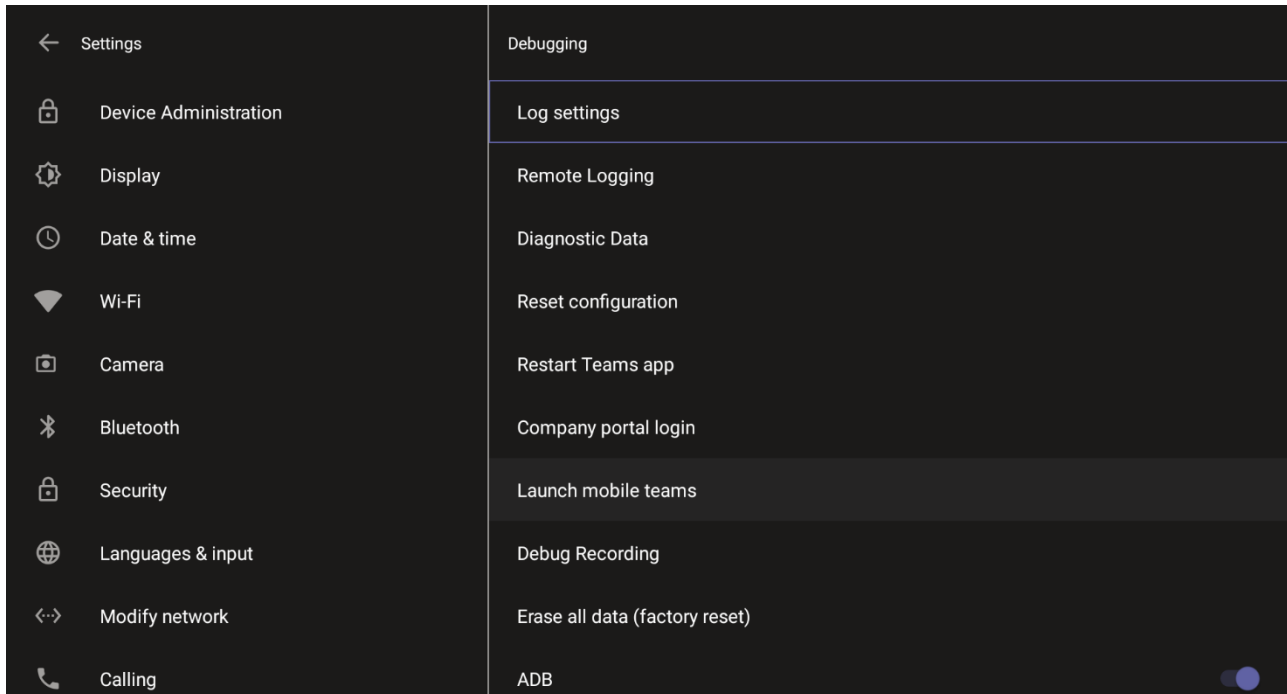 Settings
Device Administration
Display
Date & time
Wi-Fi
Camera
Bluetooth
Security
Languages & input
Modify network
Calling
Debugging
Log settings
Remote Logging
Diagnostic Data
Reset configuration
Restart Teams app
Company portal login
Launch mobile teams
Debug Recording
Erase all data (factory reset)
ADB